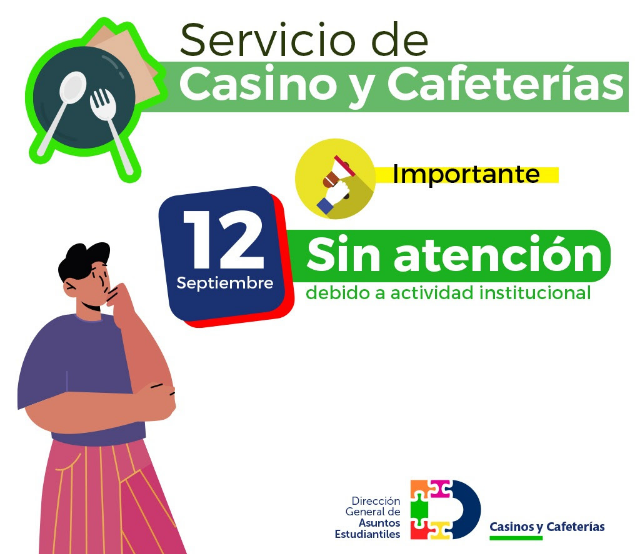 Servicio de
Casino y Cafeterías
Importante
12
Septiembre
Sin atención
debido a actividad institucional
Dirección
General de
Asuntos
Estudiantiles
Casinos y Cafeterías